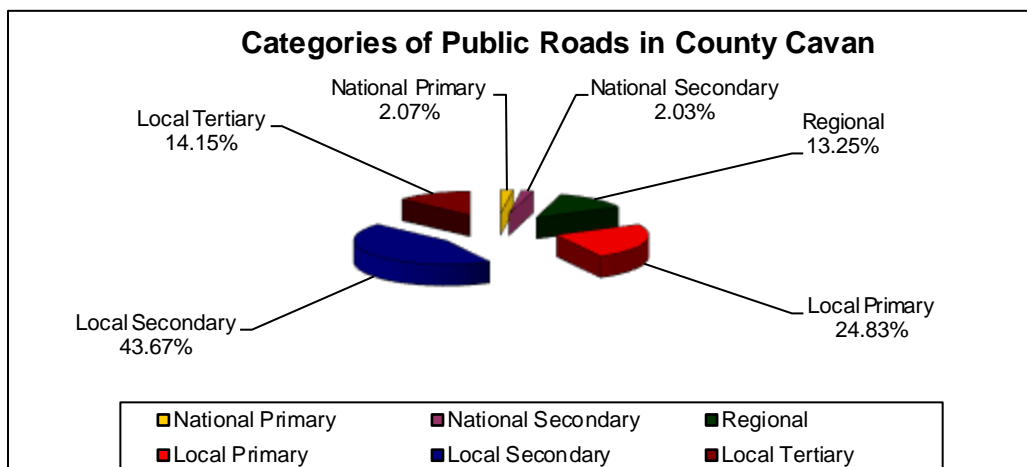 Categories of Public Roads in County Cavan
National Primary
2.07%
National Secondary
2.03%
Local Tertiary
14.15%
Regional
13.25%
Local Secondary
43.67%
Local Primary
24.83%
National Primary
National Secondary
Regional
Local Primary
Local Secondary
Local Tertiary